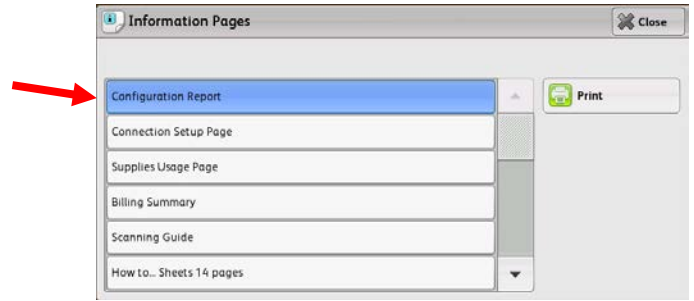 Information Pages
Close
Configuration Report
Print
Connection Setup Page
Supplies Usage Page
Billing Summary
Scanning Guide
How to... Sheets 14 pages